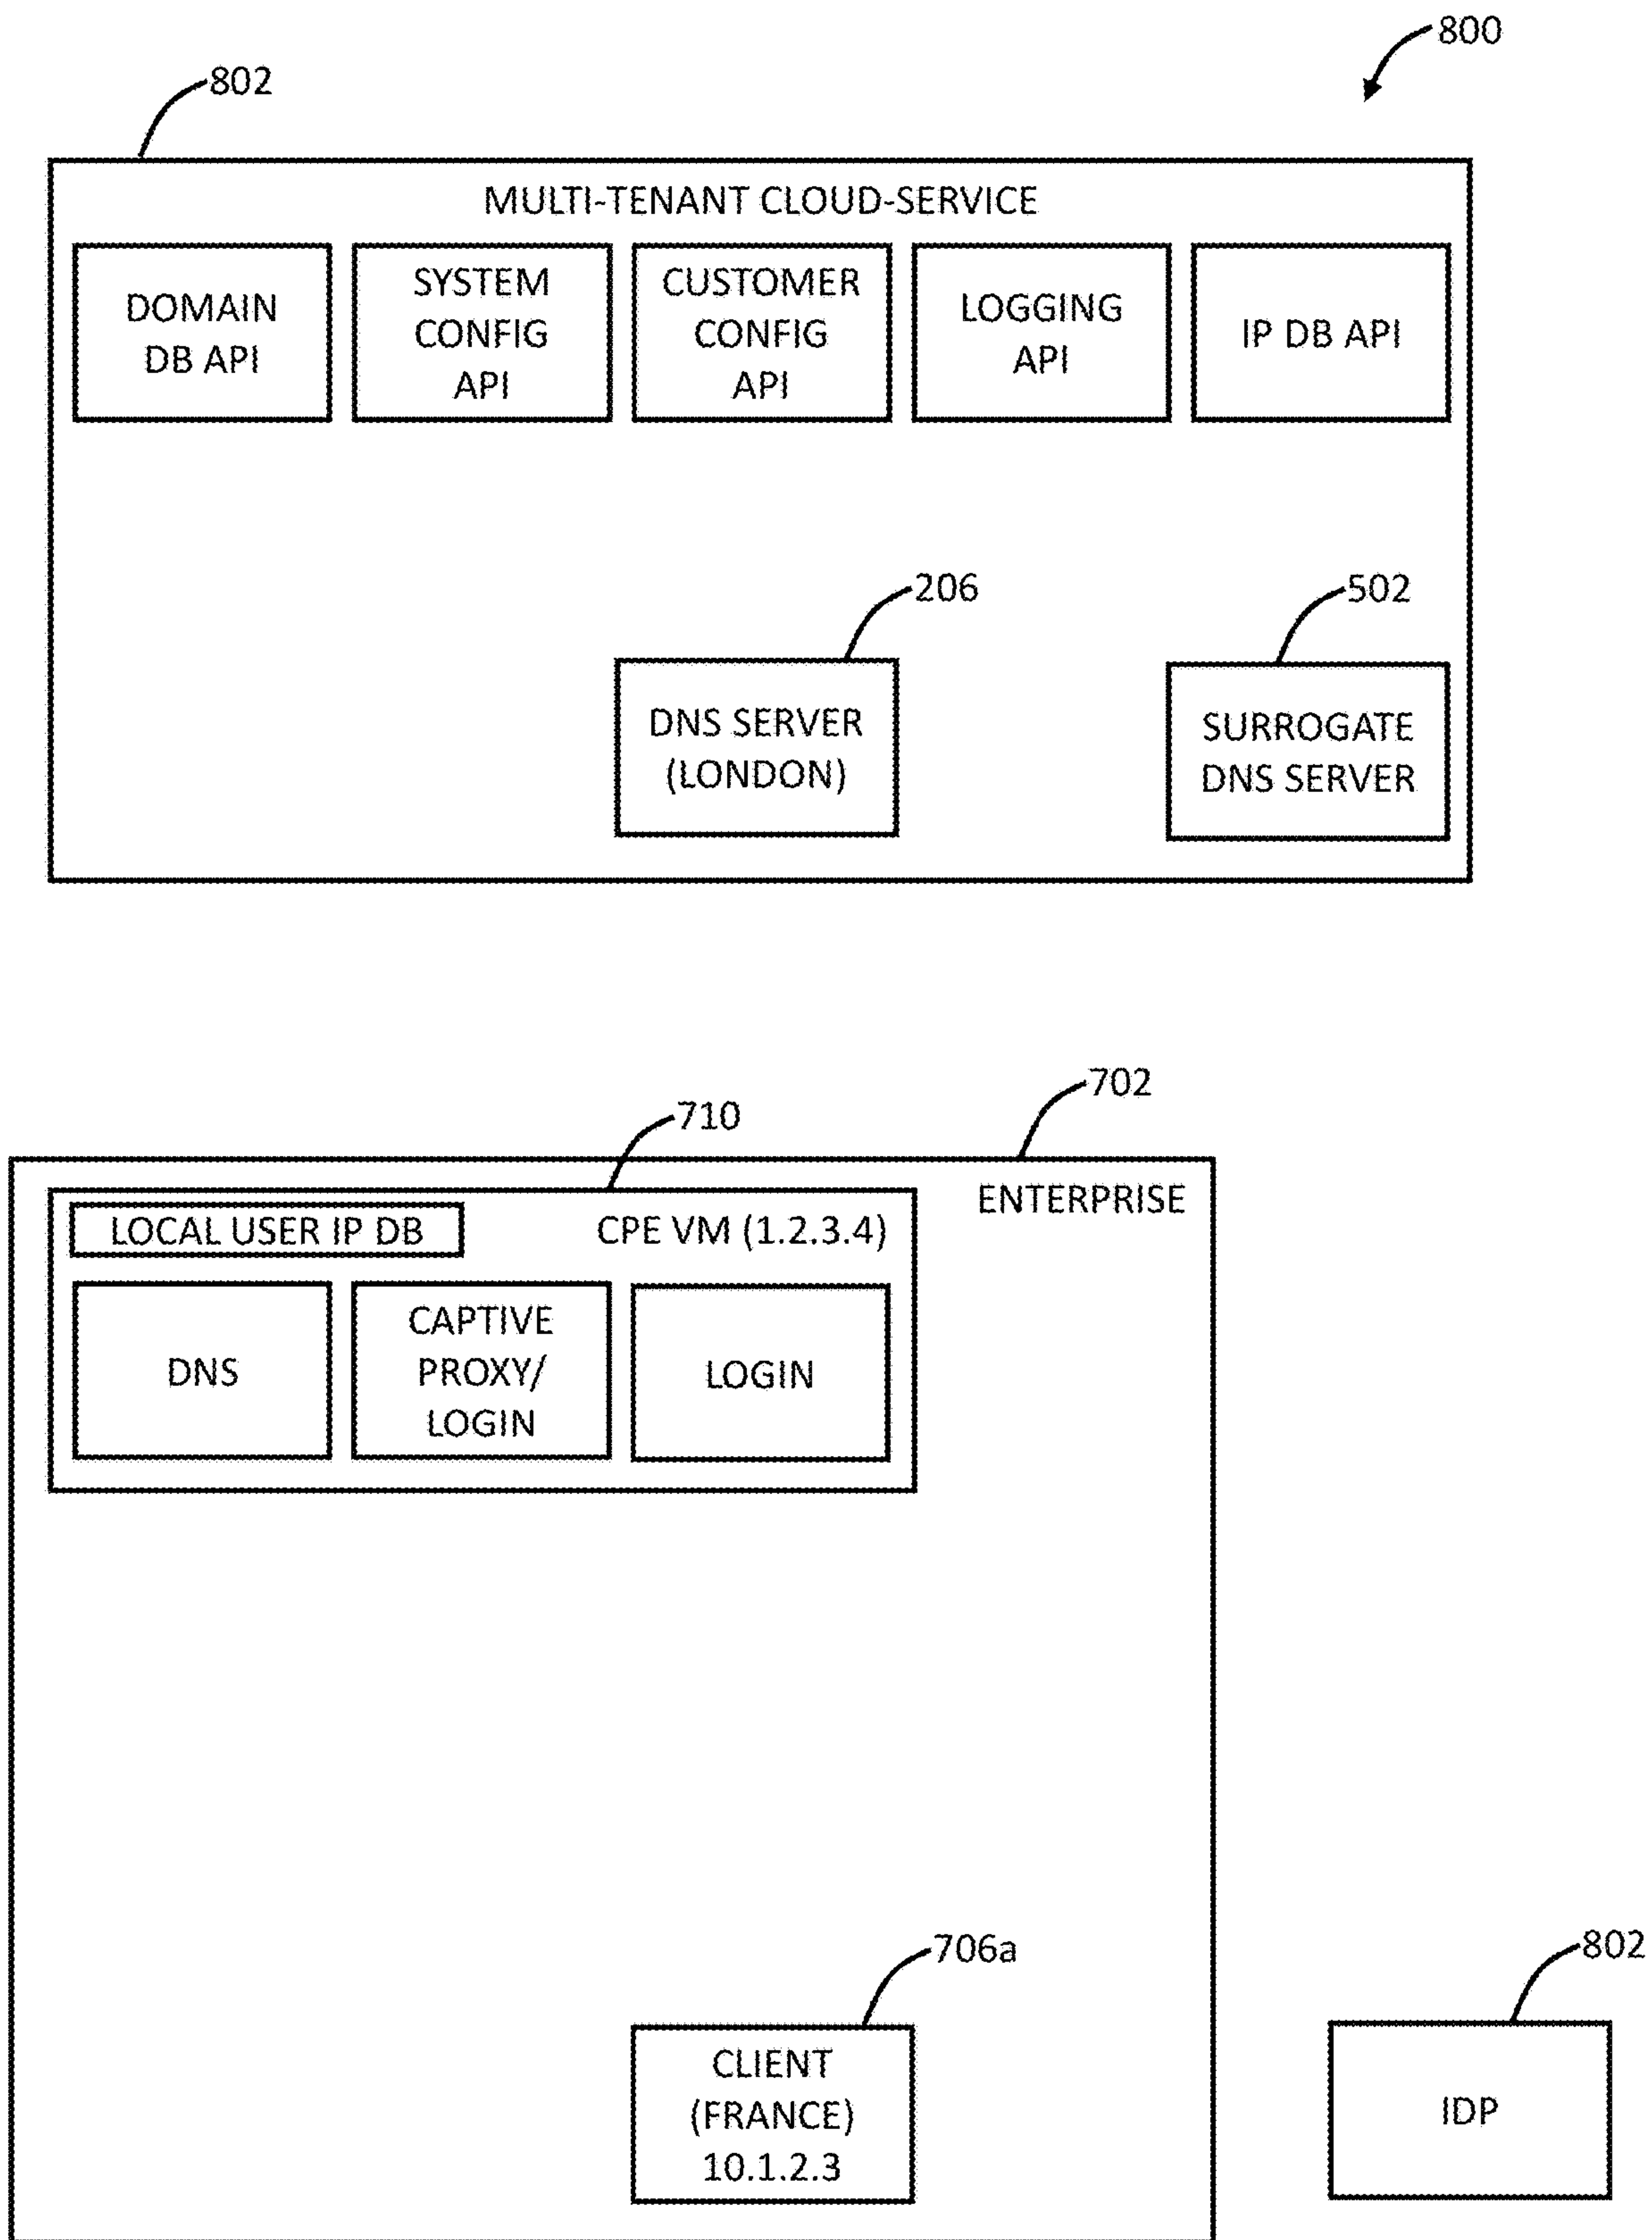 800
802
MULTI-TENANT CLOUD-SERVICE
DOMAIN
DB API
SYSTEM
CONFIG
API
CUSTOMER
CONFIG
API
LOGGING
API
IP DB API
206
502
DNS SERVER
(LONDON)
SURROGATE
DNS SERVER
702
710
ENTERPRISE
LOCAL USER IP DB
CPE VM (1.2.3.4)
DNS
CAPTIVE
PROXY/
LOGIN
LOGIN
706a
802
CLIENT
(FRANCE)
10.1.2.3
IDP